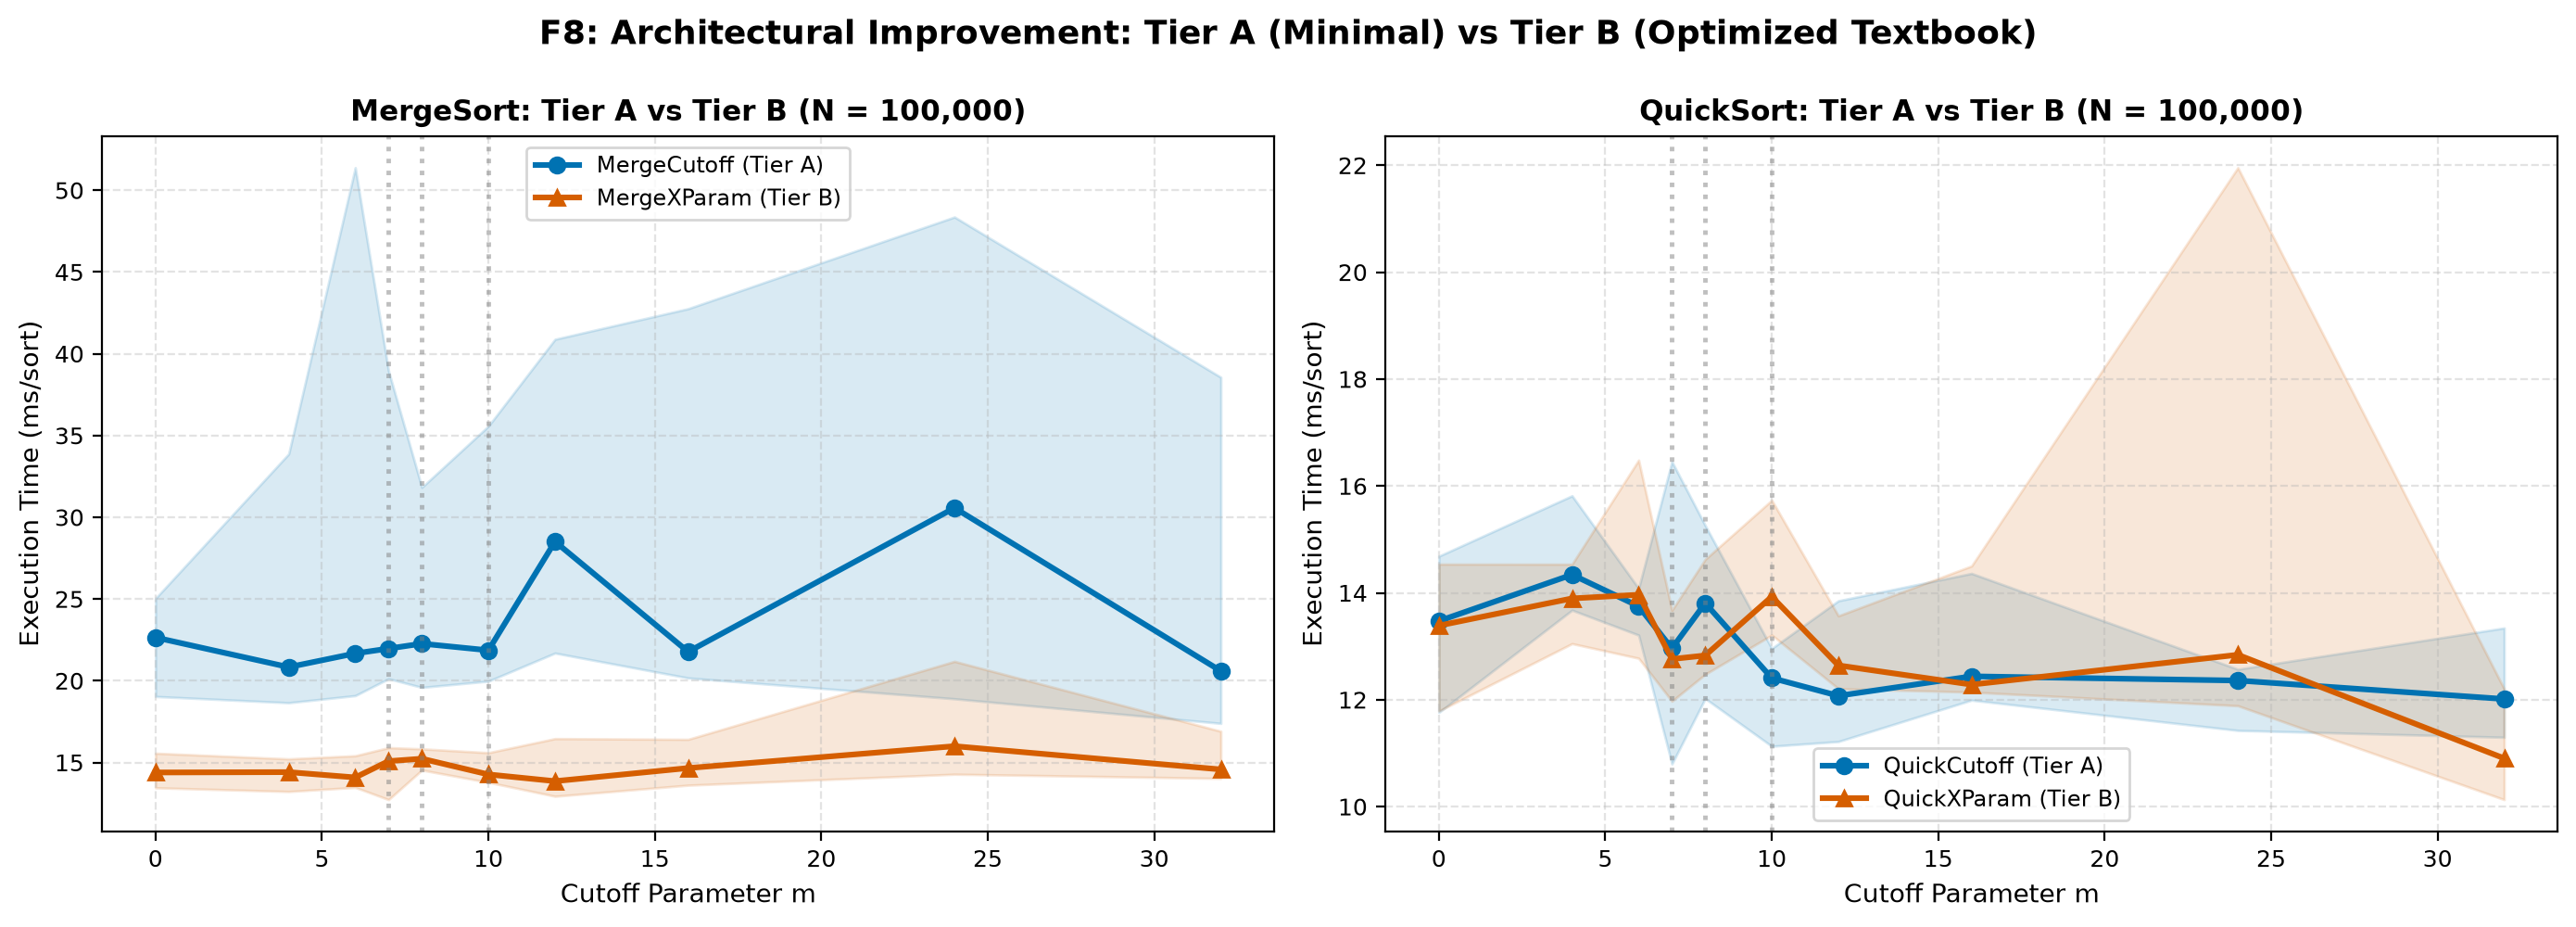 F8: Architectural Improvement: Tier A (Minimal) vs Tier B (Optimized Textbook)
MergeSort: Tier A vs Tier B (N = 100,000)
MergeCutoff (Tier A)
MergeXParam (Tier B)
Execution Time (ms/sort)
50
45
40
35
30
25
20
15
0 5 10 15 20 25 30
Cutoff Parameter m
QuickSort: Tier A vs Tier B (N = 100,000)
Execution Time (ms/sort)
22
20
18
16
14
12
10
QuickCutoff (Tier A)
QuickXParam (Tier B)
0 5 10 15 20 25 30
Cutoff Parameter m